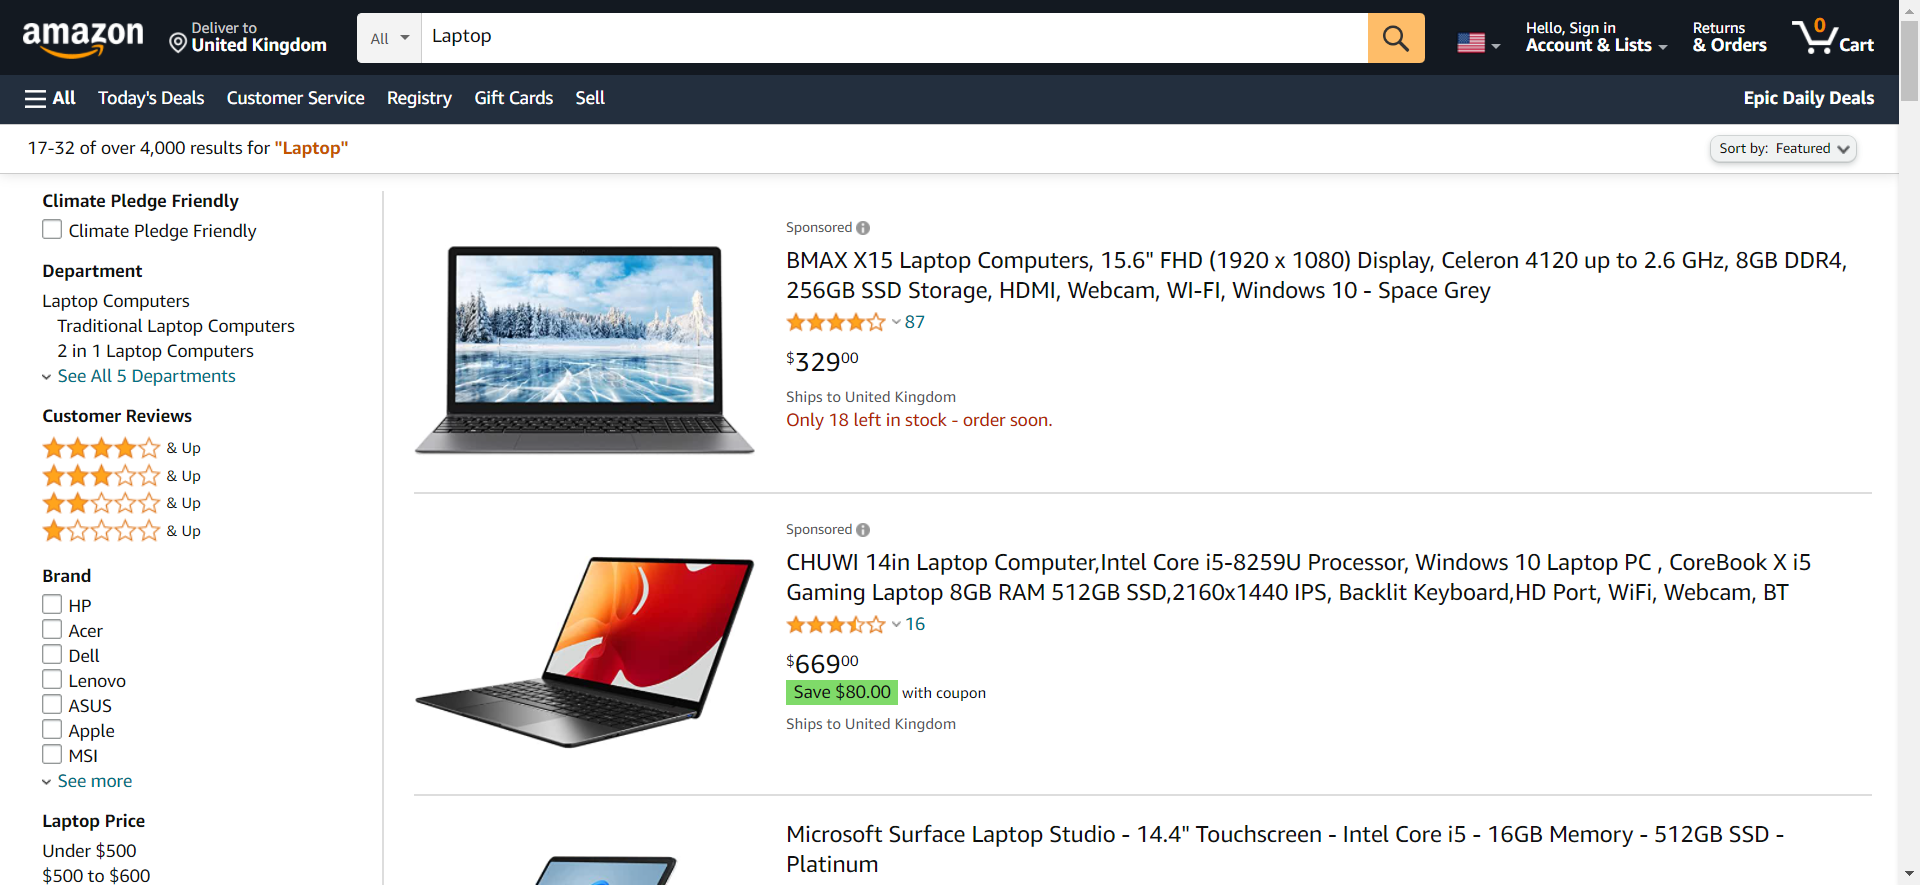 amazon
Deliver to
United Kingdom
All
Laptop
Hello, Sign in
Account & Lists
Returns
& Orders
0
Cart
All
Today's Deals
Customer Service
Registry
Gift Cards
Sell
Epic Daily Deals
17-32 of over 4,000 results for "Laptop"
Sort by: Featured
Climate Pledge Friendly
Climate Pledge Friendly
Department
Laptop Computers
Traditional Laptop Computers
2 in 1 Laptop Computers
See All 5 Departments
Customer Reviews
& Up
& Up
& Up
& Up
Brand
HP
Acer
Dell
Lenovo
ASUS
Apple
MSI
See more
Laptop Price
Under $500
$500 to $600
Sponsored
BMAX X15 Laptop Computers, 15.6" FHD (1920 x 1080) Display, Celeron 4120 up to 2.6 GHz, 8GB DDR4,
256GB SSD Storage, HDMI, Webcam, WI-FI, Windows 10 - Space Grey
87
$32900
Ships to United Kingdom
Only 18 left in stock - order soon.
Sponsored
CHUWI 14in Laptop Computer,Intel Core i5-8259U Processor, Windows 10 Laptop PC , CoreBook X i5
Gaming Laptop 8GB RAM 512GB SSD,2160x1440 IPS, Backlit Keyboard,HD Port, WiFi, Webcam, BT
16
$66900
Save $80.00 with coupon
Ships to United Kingdom
Microsoft Surface Laptop Studio - 14.4" Touchscreen - Intel Core i5 - 16GB Memory - 512GB SSD -
Platinum